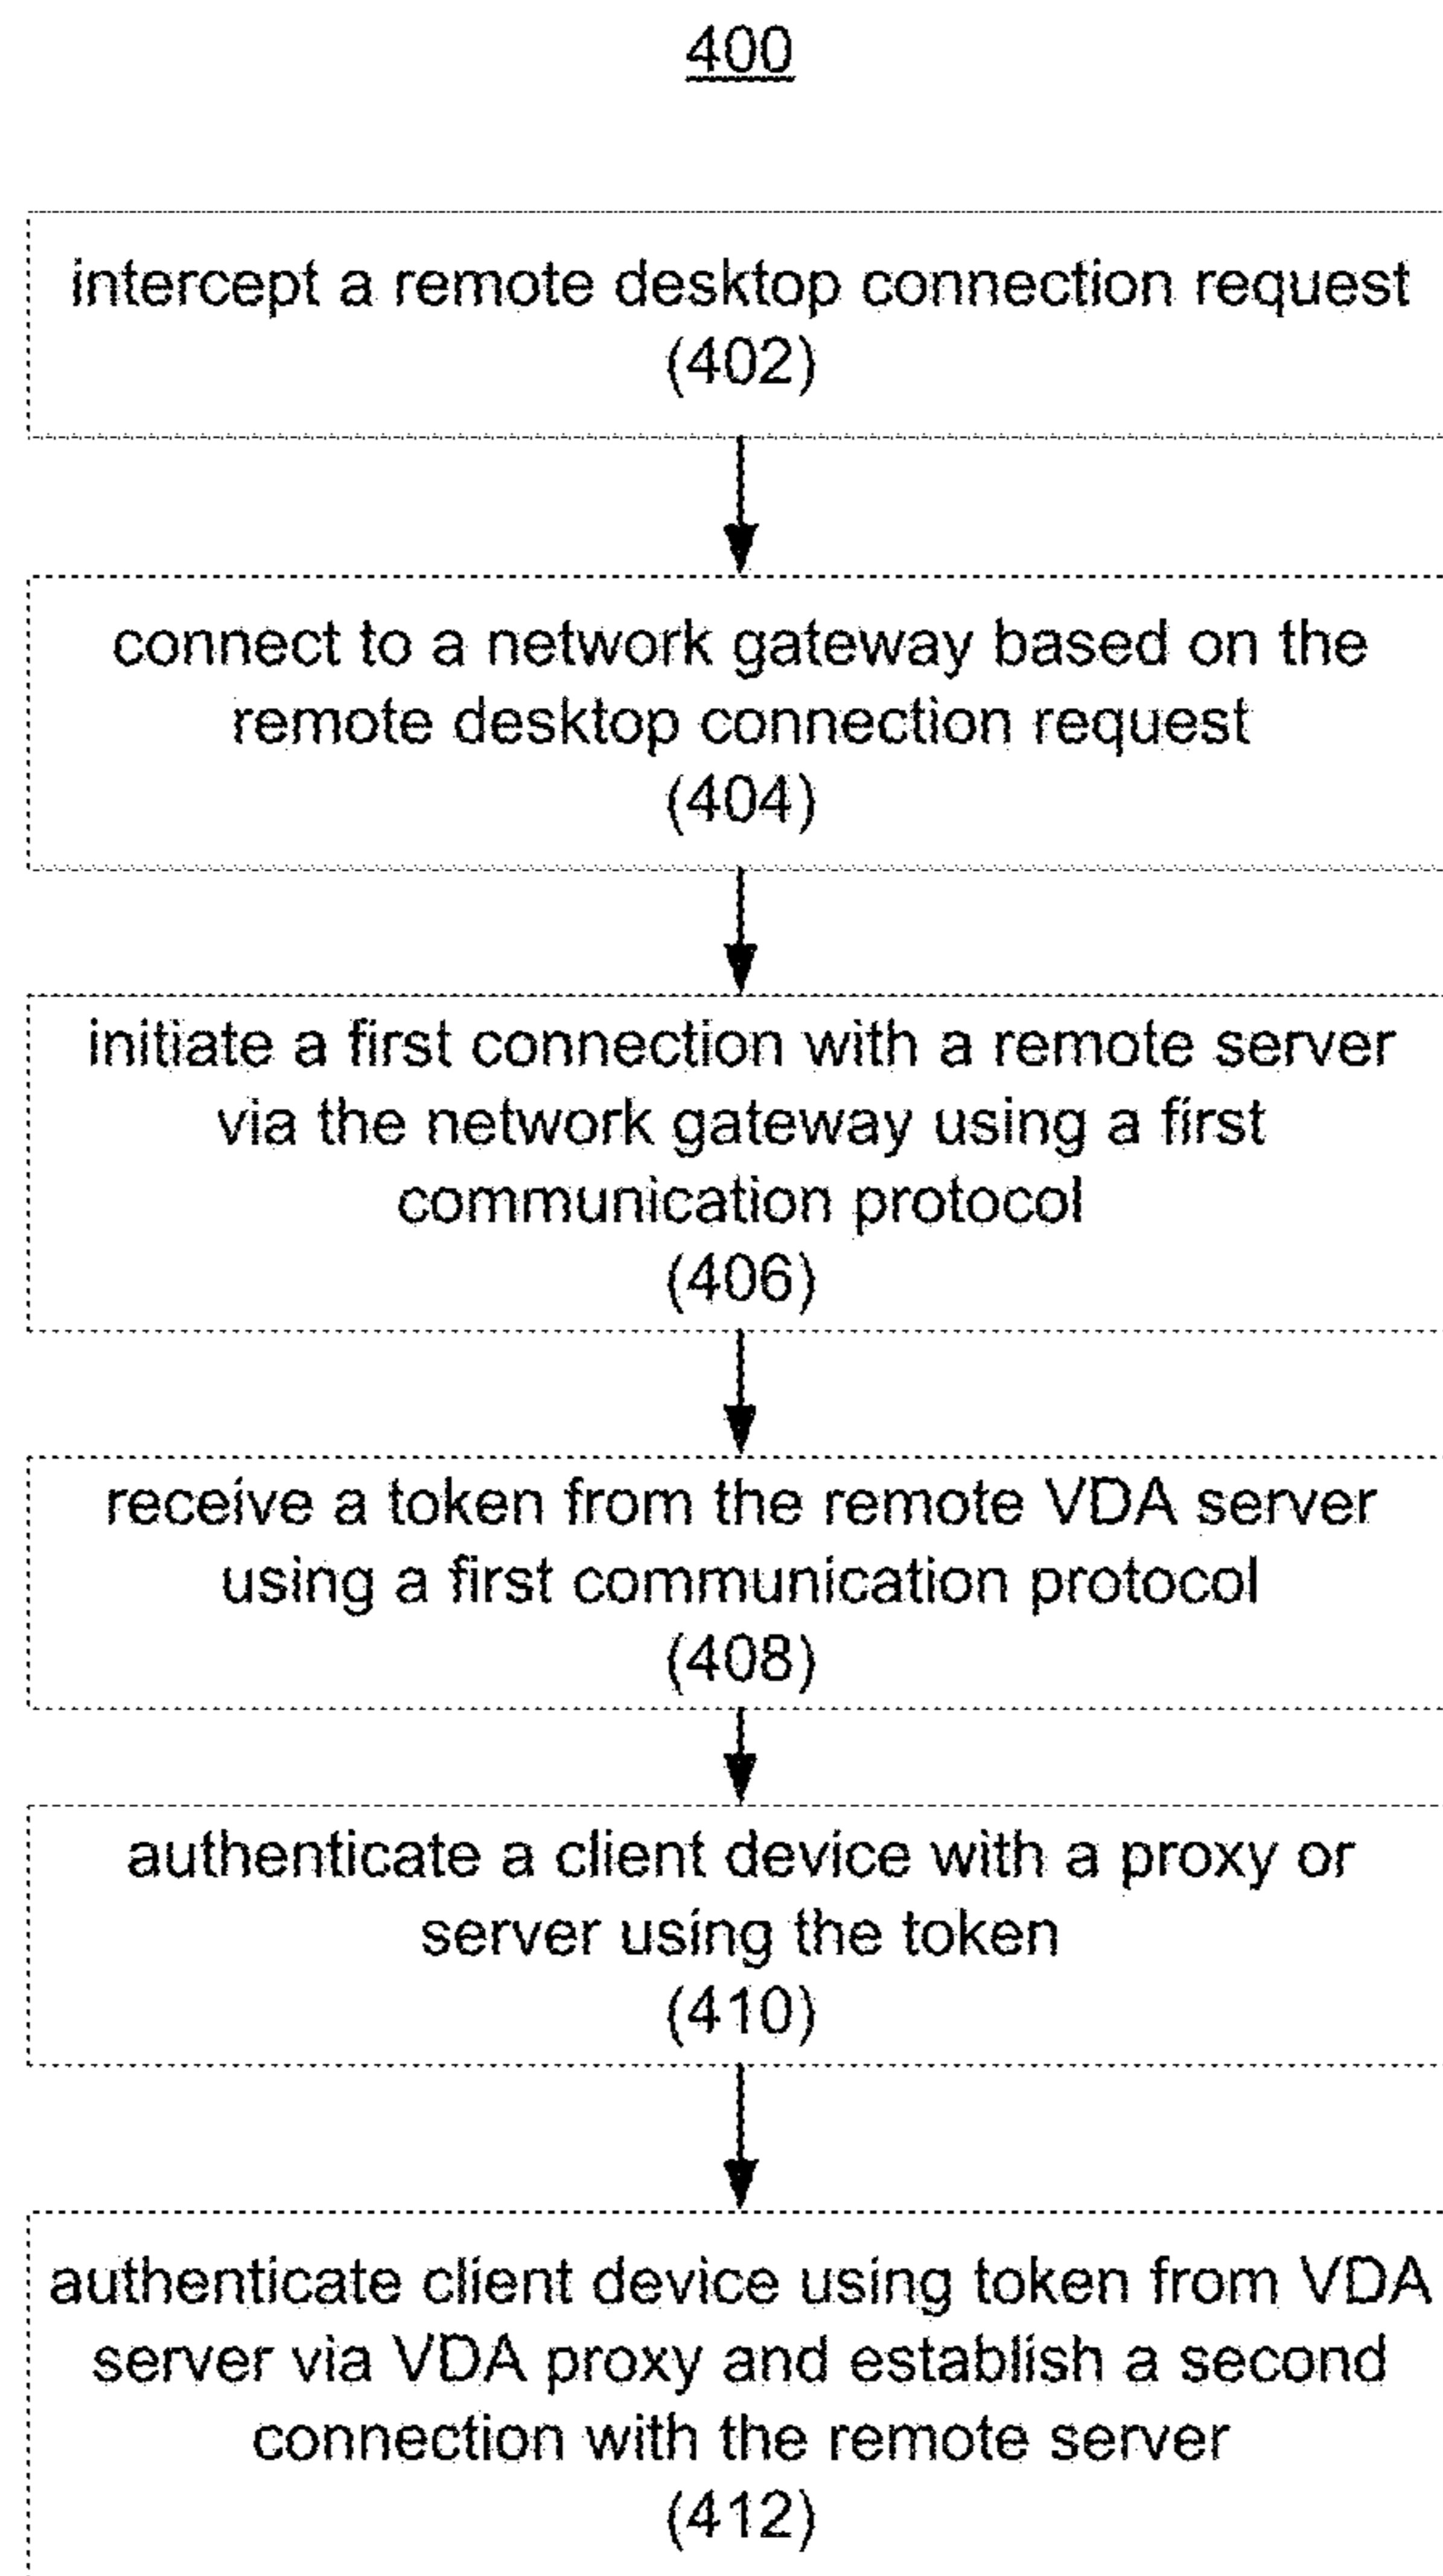 400
intercept a remote desktop connection request
(402)
connect to a network gateway based on the
remote desktop connection request
(404)
initiate a first connection with a remote server
via the network gateway using a first
communication protocol
(406)
receive a token from the remote VDA server
using a first communication protocol
(408)
authenticate a client device with a proxy or
server using the token
(410)
authenticate client device using token from VDA
server via VDA proxy and establish a second
connection with the remote server
(412)